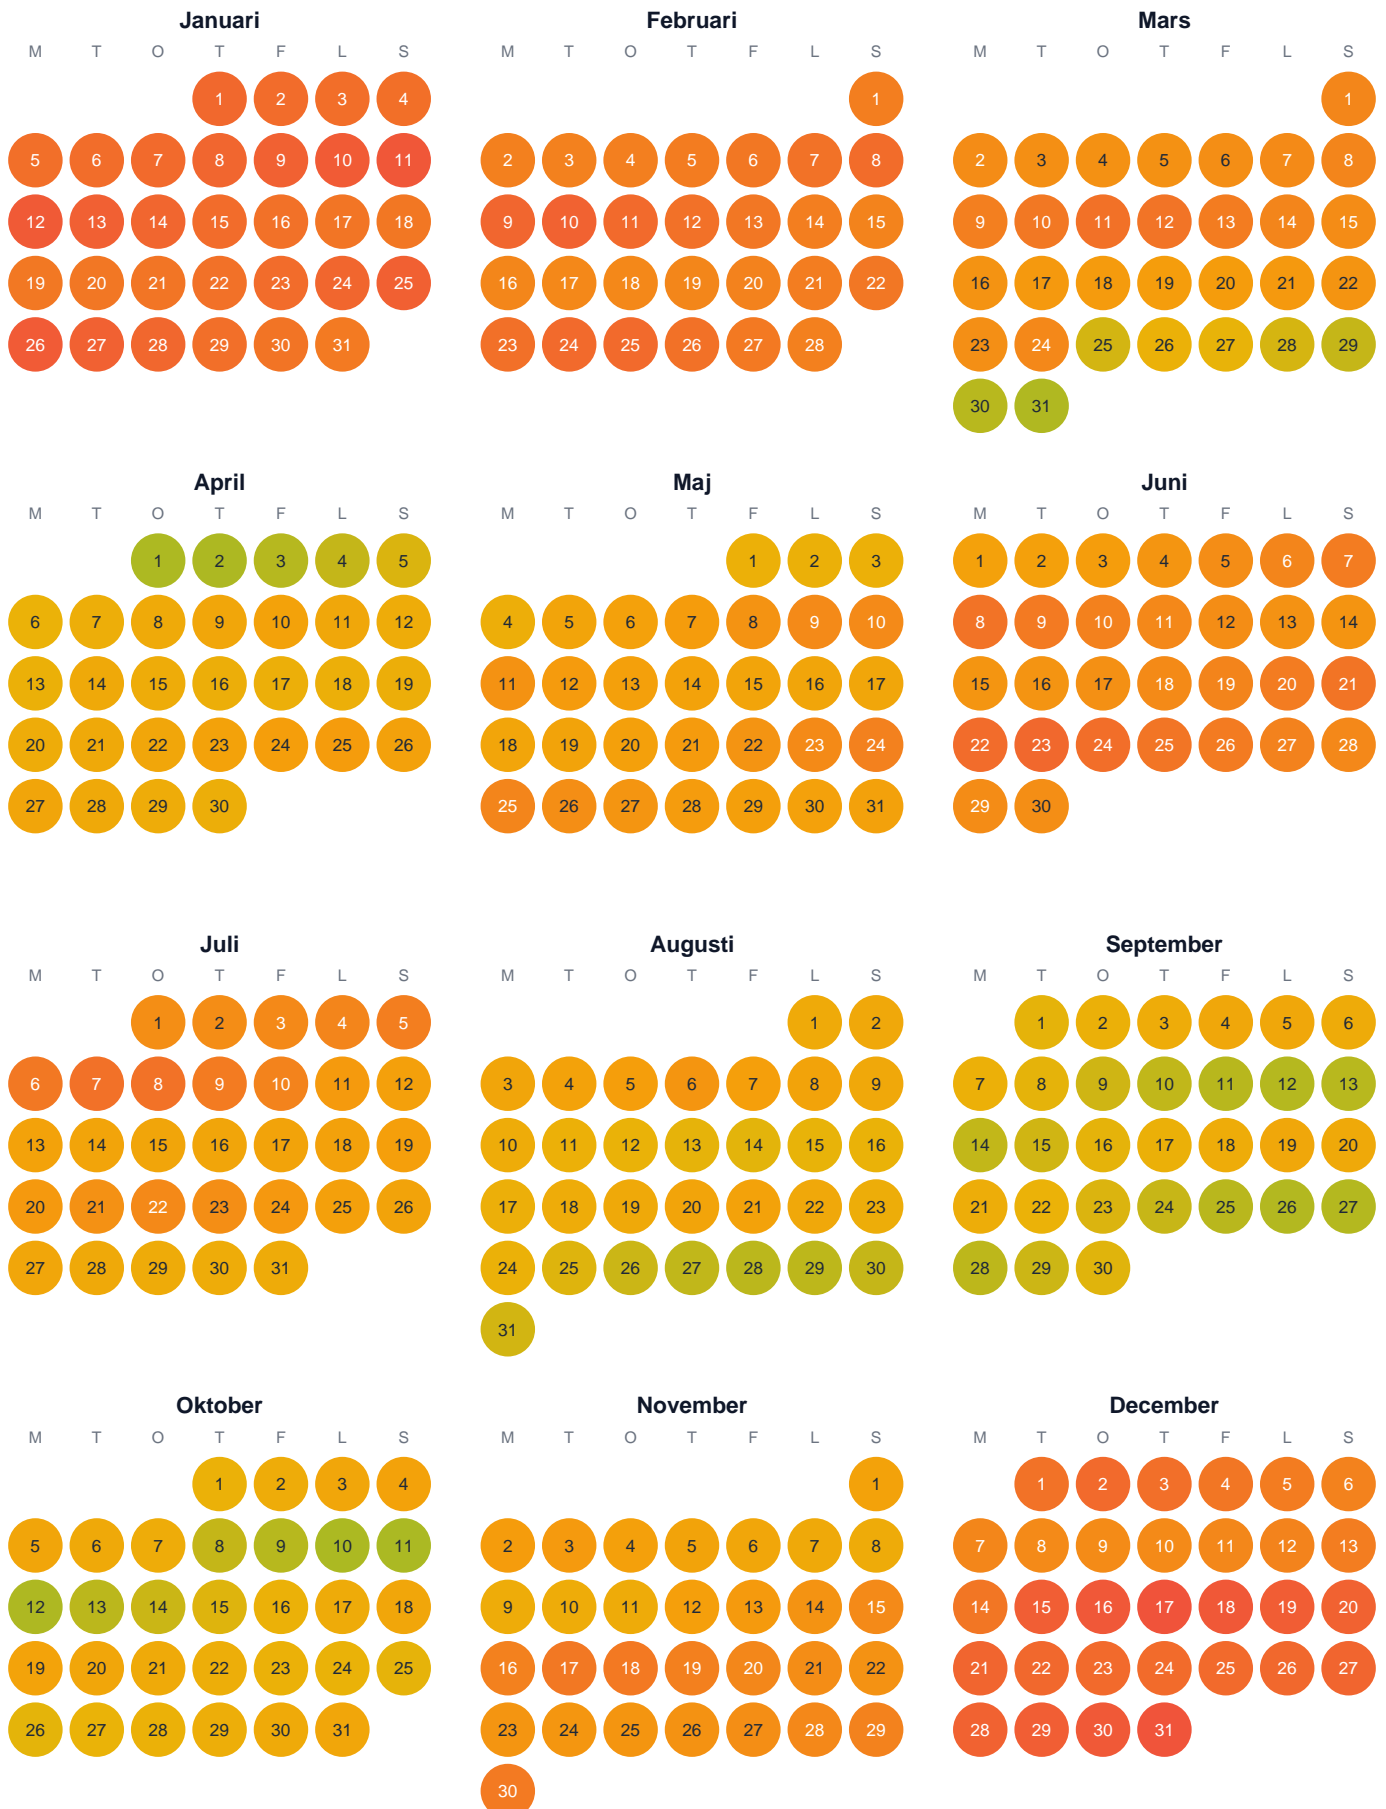 Januari Februari Mars
M T O T F L S M T O T F L S M T O T F L S
1 2 3 4 1 1
5 6 7 8 9 10 11 2 3 4 5 6 7 8 2 3 4 5 6 7 8
12 13 14 15 16 17 18 9 10 11 12 13 14 15 9 10 11 12 13 14 15
19 20 21 22 23 24 25 16 17 18 19 20 21 22 16 17 18 19 20 21 22
26 27 28 29 30 31 23 24 25 26 27 28 23 24 25 26 27 28 29
30 31
April Maj Juni
M T O T F L S M T O T F L S M T O T F L S
1 2 3 4 5 1 2 3 1 2 3 4 5 6 7
6 7 8 9 10 11 12 4 5 6 7 8 9 10 8 9 10 11 12 13 14
13 14 15 16 17 18 19 11 12 13 14 15 16 17 15 16 17 18 19 20 21
20 21 22 23 24 25 26 18 19 20 21 22 23 24 22 23 24 25 26 27 28
27 28 29 30 25 26 27 28 29 30 31 29 30
Juli Augusti September
M T O T F L S M T O T F L S M T O T F L S
1 2 3 4 5 1 2 1 2 3 4 5 6
6 7 8 9 10 11 12 3 4 5 6 7 8 9 7 8 9 10 11 12 13
13 14 15 16 17 18 19 10 11 12 13 14 15 16 14 15 16 17 18 19 20
20 21 22 23 24 25 26 17 18 19 20 21 22 23 21 22 23 24 25 26 27
27 28 29 30 31 24 25 26 27 28 29 30 28 29 30
31
Oktober November December
M T O T F L S M T O T F L S M T O T F L S
1 2 3 4 1 1 2 3 4 5 6
5 6 7 8 9 10 11 2 3 4 5 6 7 8 7 8 9 10 11 12 13
12 13 14 15 16 17 18 9 10 11 12 13 14 15 14 15 16 17 18 19 20
19 20 21 22 23 24 25 16 17 18 19 20 21 22 21 22 23 24 25 26 27
26 27 28 29 30 31 23 24 25 26 27 28 29 28 29 30 31
30